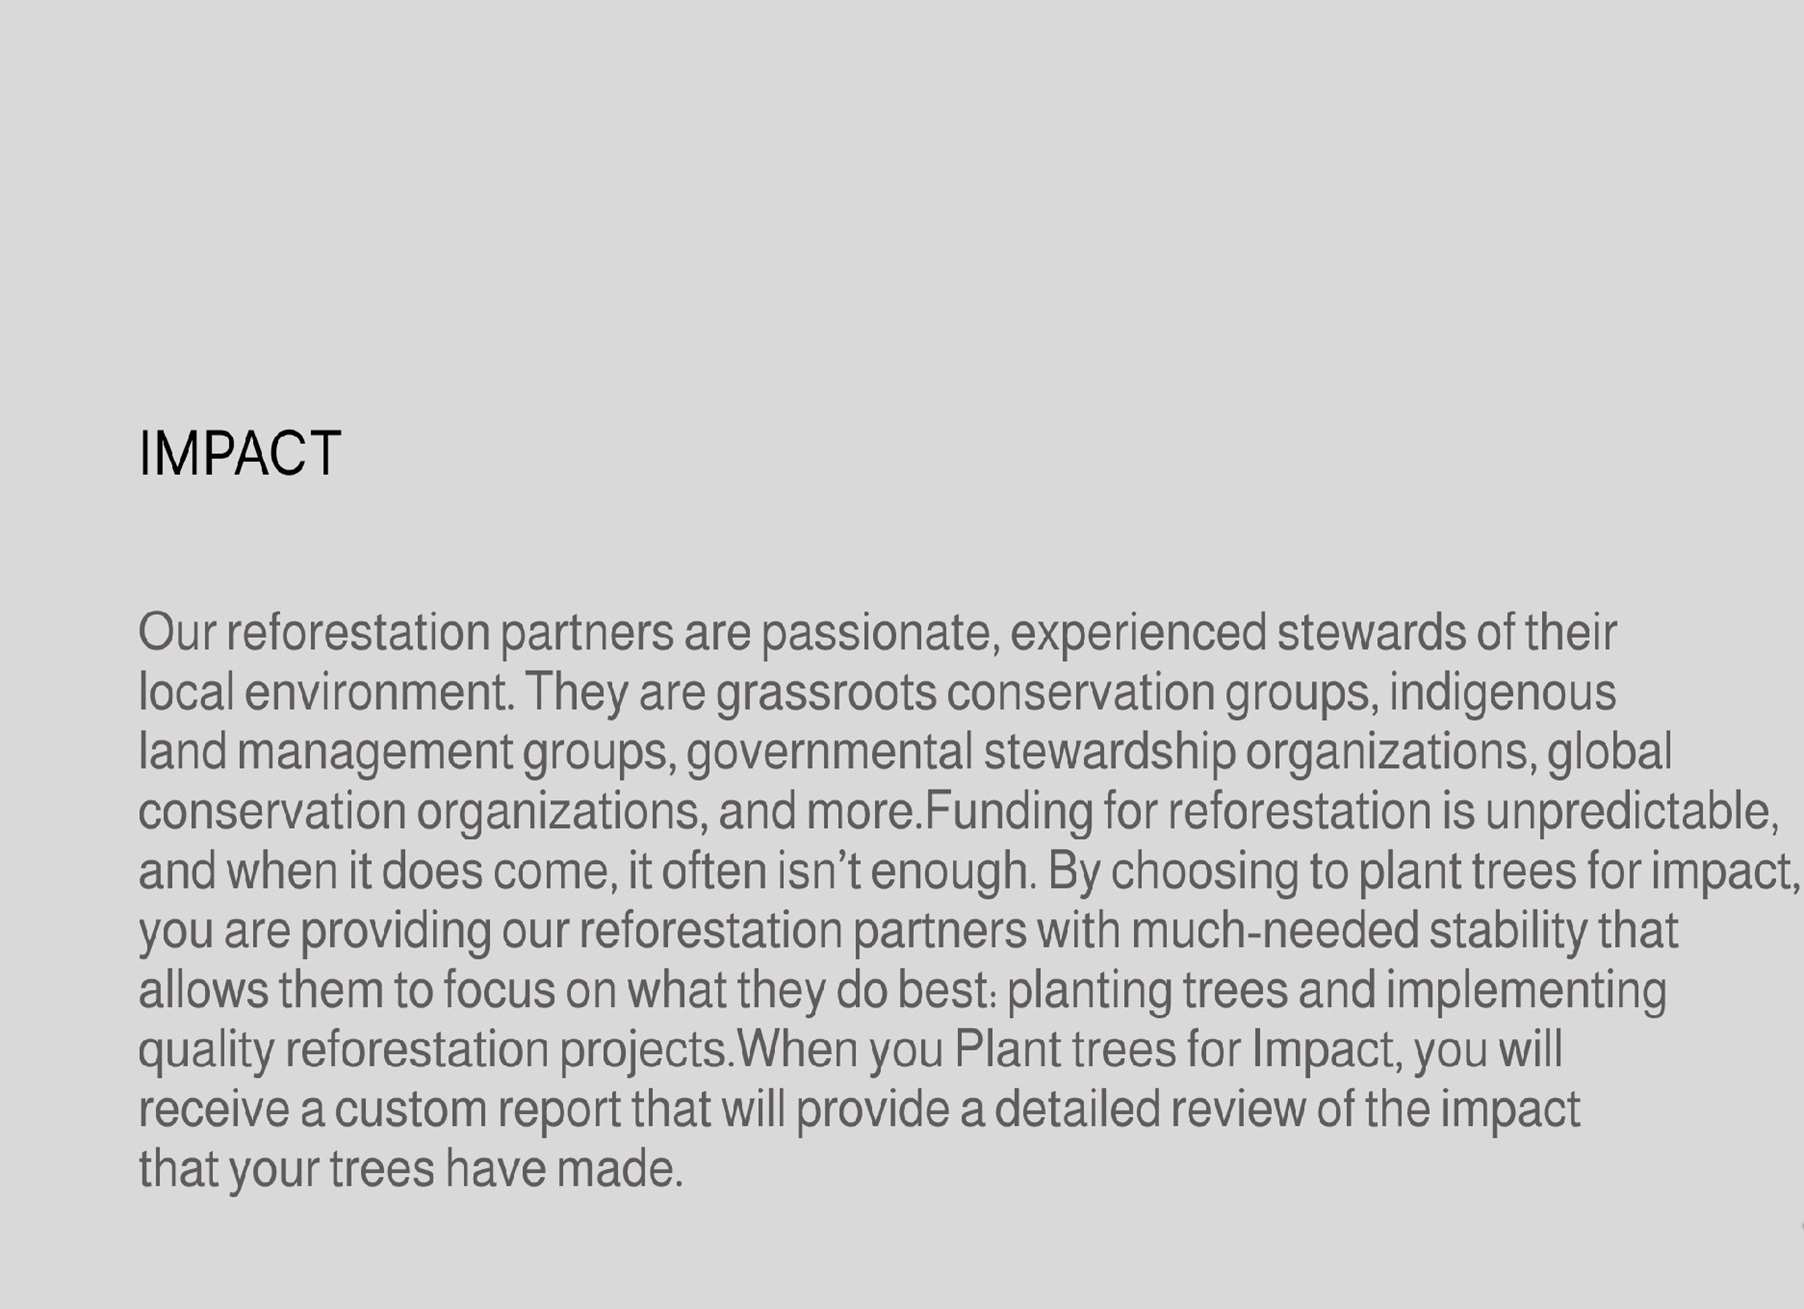 IMPACT
Our reforestation partners are passionate, experienced stewards of their
local environment. They are grassroots conservation groups, indigenous
land management groups, governmental stewardship organizations, global
conservation organizations, and more.Funding for reforestation is unpredictable,
and when it does come, it often isn’t enough. By choosing to plant trees for impact,
you are providing our reforestation partners with much-needed stability that
allows them to focus on what they do best: planting trees and implementing
quality reforestation projects.When you Plant trees for Impact, you will
receive a custom report that will provide a detailed review of the impact
that your trees have made.